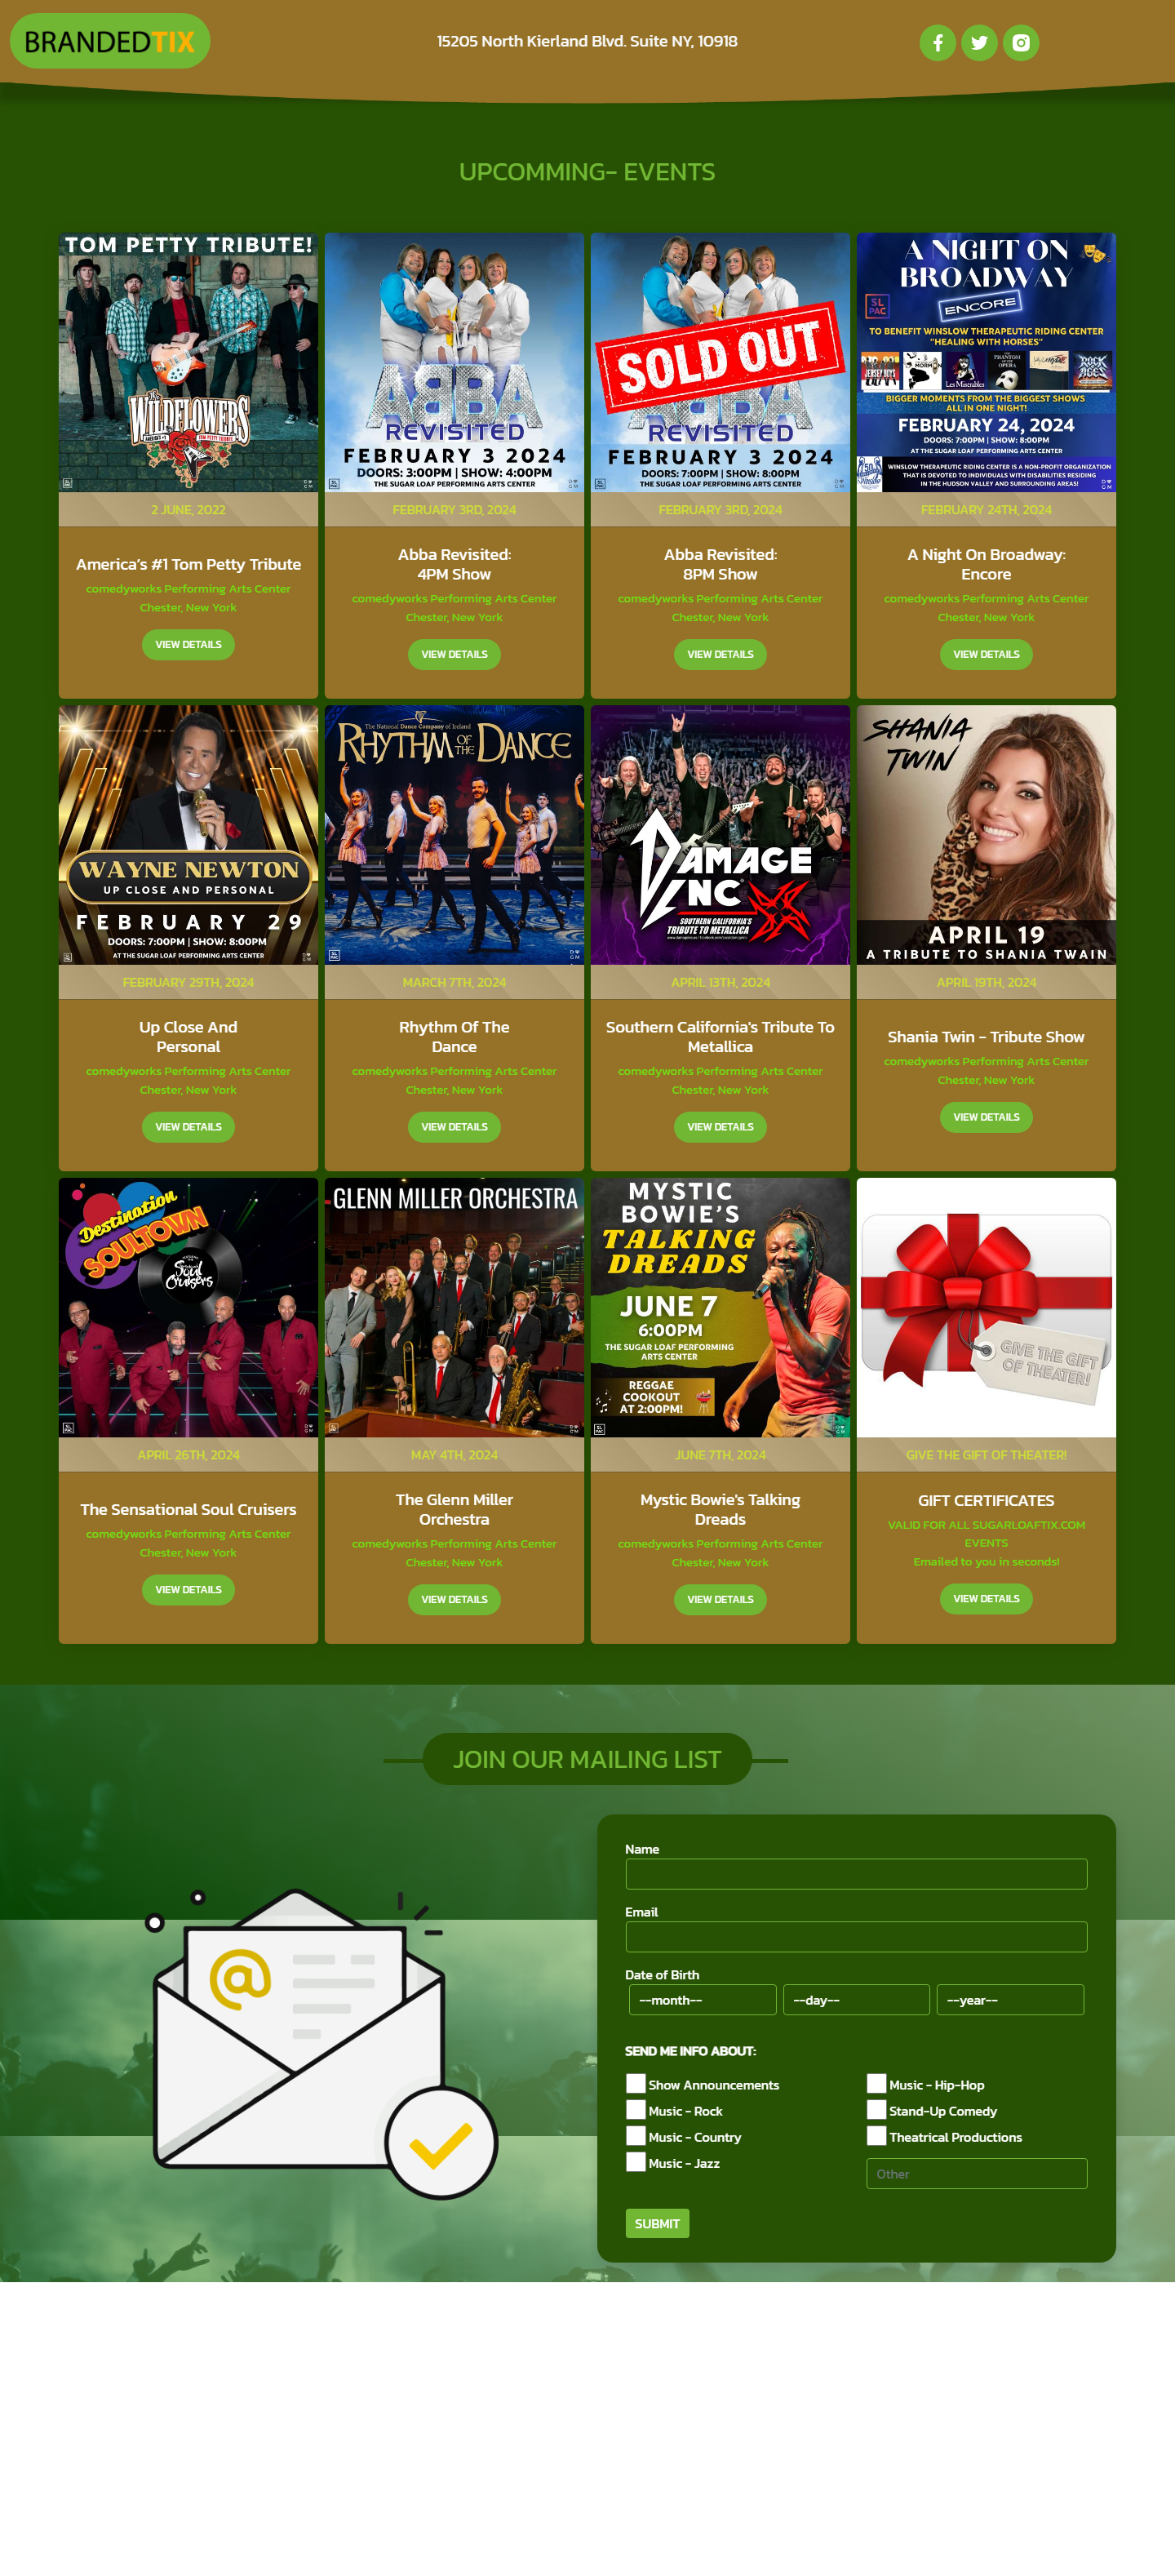 BRANDEDTIX
15205 North Kierland Blvd. Suite NY, 10918
UPCOMMING- EVENTS
TOM PETTY TRIBUTE!
THE
WILDFLOWERS
2 JUNE, 2022
America's #1 Tom Petty Tribute
comedyworks Performing Arts Center
Chester, New York
VIEW DETAILS
ABBA
REVISITED
FEBRUARY 3 2024
DOORS: 3:00PM | SHOW: 4:00PM
THE SUGAR LOAF PERFORMING ARTS CENTER
FEBRUARY 3RD, 2024
Abba Revisited:
4PM Show
comedyworks Performing Arts Center
Chester, New York
VIEW DETAILS
SOLD OUT
ABBA
REVISITED
FEBRUARY 3 2024
DOORS: 7:00PM | SHOW: 8:00PM
THE SUGAR LOAF PERFORMING ARTS CENTER
FEBRUARY 3RD, 2024
Abba Revisited:
8PM Show
comedyworks Performing Arts Center
Chester, New York
VIEW DETAILS
A NIGHT ON
BROADWAY
SL
PAC
ENCORE
TO BENEFIT WINSLOW THERAPEUTIC RIDING CENTER
"HEALING WITH HORSES"
JERSEY BOYS
MORMON
Les Miserables
PHANTOM
OPERA
ROCK
AGES
BIGGER MOMENTS FROM THE BIGGEST SHOWS
ALL IN ONE NIGHT!
FEBRUARY 24, 2024
DOORS: 7:00PM | SHOW: 8:00PM
AT THE SUGAR LOAF PERFORMING ARTS CENTER
WINSLOW THERAPEUTIC RIDING CENTER IS A NON-PROFIT ORGANIZATION
THAT IS DEVOTED TO INDIVIDUALS WITH DISABILITIES RESIDING
IN THE HUDSON VALLEY AND SURROUNDING AREAS!
FEBRUARY 24TH, 2024
A Night On Broadway:
Encore
comedyworks Performing Arts Center
Chester, New York
VIEW DETAILS
WAYNE NEWTON
UP CLOSE AND PERSONAL
FEBRUARY 29
DOORS: 7:00PM | SHOW: 8:00PM
AT THE SUGAR LOAF PERFORMING ARTS CENTER
FEBRUARY 29TH, 2024
Up Close And
Personal
comedyworks Performing Arts Center
Chester, New York
VIEW DETAILS
The National Dance Company of Ireland
RHYTHM OF THE DANCE
MARCH 7TH, 2024
Rhythm Of The
Dance
comedyworks Performing Arts Center
Chester, New York
VIEW DETAILS
DAMAGE
INC
SOUTHERN CALIFORNIA'S
TRIBUTE TO METALLICA
APRIL 13TH, 2024
Southern California's Tribute To
Metallica
comedyworks Performing Arts Center
Chester, New York
VIEW DETAILS
SHANIA
TWIN
APRIL 19
A TRIBUTE TO SHANIA TWAIN
APRIL 19TH, 2024
Shania Twin - Tribute Show
comedyworks Performing Arts Center
Chester, New York
VIEW DETAILS
Destination
SOULTOWN
Soul
Cruisers
APRIL 26TH, 2024
The Sensational Soul Cruisers
comedyworks Performing Arts Center
Chester, New York
VIEW DETAILS
GLENN MILLER ORCHESTRA
MAY 4TH, 2024
The Glenn Miller
Orchestra
comedyworks Performing Arts Center
Chester, New York
VIEW DETAILS
MYSTIC
BOWIE'S
TALKING
DREADS
JUNE 7
6:00PM
THE SUGAR LOAF PERFORMING
ARTS CENTER
REGGAE
COOKOUT
AT 2:00PM!
JUNE 7TH, 2024
Mystic Bowie's Talking
Dreads
comedyworks Performing Arts Center
Chester, New York
VIEW DETAILS
GIVE THE GIFT
OF THEATER!
GIVE THE GIFT OF THEATER!
GIFT CERTIFICATES
VALID FOR ALL SUGARLOAFTIX.COM
EVENTS
Emailed to you in seconds!
VIEW DETAILS
JOIN OUR MAILING LIST
@
Name
Email
Date of Birth
--month--
--day--
--year--
SEND ME INFO ABOUT:
Show Announcements
Music - Rock
Music - Country
Music - Jazz
Music - Hip-Hop
Stand-Up Comedy
Theatrical Productions
Other
SUBMIT